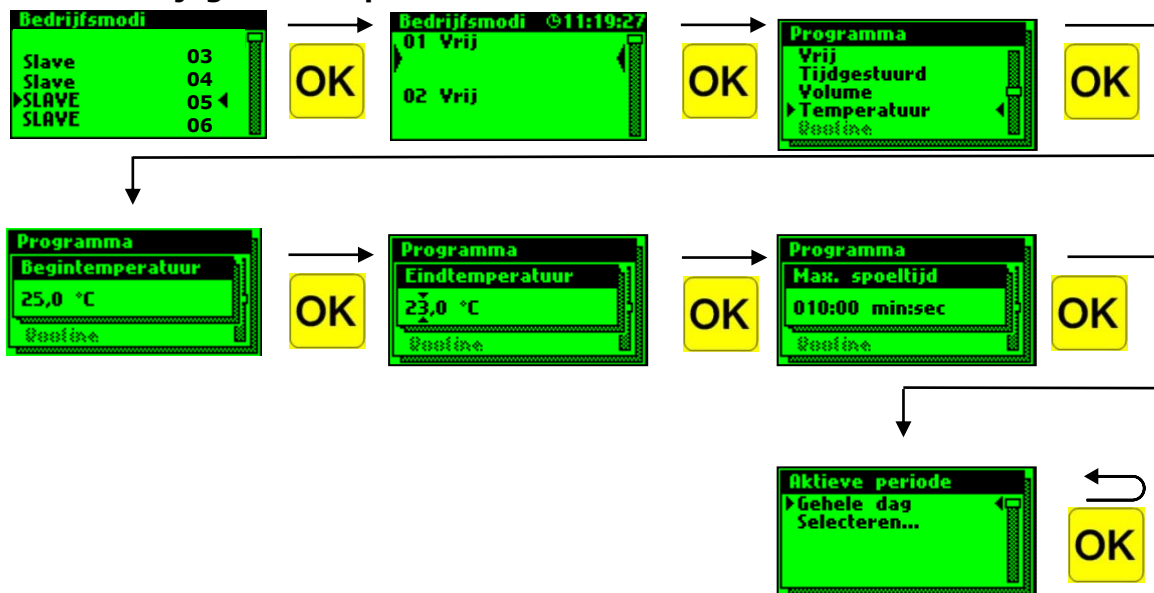 Bedrijfsmodi
Slave 03
Slave 04
SLAVE 05
SLAVE 06
OK
Bedrijfsmodi 11:19:27
01 Vrij
02 Vrij
OK
Programma
Vrij
Tijdgestuurd
Volume
Temperatuur
OK
Programma
Begintemperatuur
25,0 °C
OK
Programma
Eindtemperatuur
23,0 °C
OK
Programma
Max. spoeltijd
010:00 min:sec
OK
Aktieve periode
Gehele dag
Selecteren...
OK